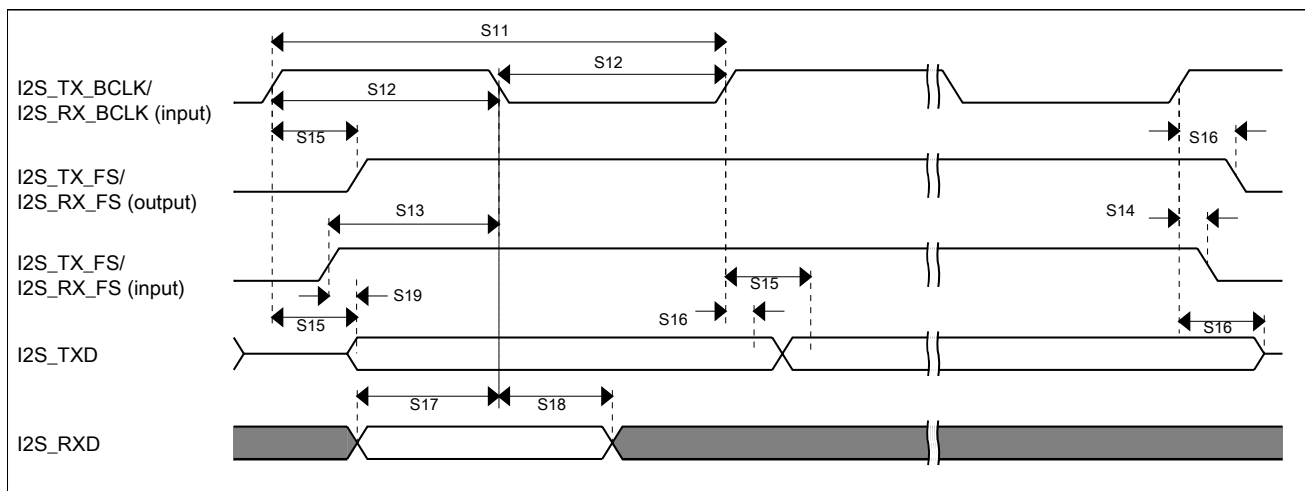 S11
S12
I2S_TX_BCLK/
I2S_RX_BCLK (input)
S12
S15
S16
I2S_TX_FS/
I2S_RX_FS (output)
S13
S14
I2S_TX_FS/
I2S_RX_FS (input)
S15
S19
S16
S15
S16
I2S_TXD
S17
S18
I2S_RXD